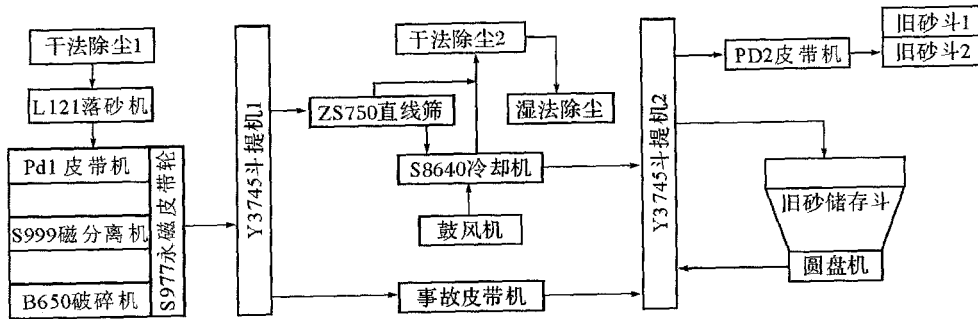 干法除尘1
L121落砂机
Pd1皮带机
S999磁分离机
B650破碎机
S977永磁皮带轮
Y3745斗提机1
干法除尘2
ZS750直线筛
湿法除尘
S8640冷却机
鼓风机
事故皮带机
Y3745斗提机2
PD2皮带机
旧砂斗1
旧砂斗2
旧砂储存斗
圆盘机